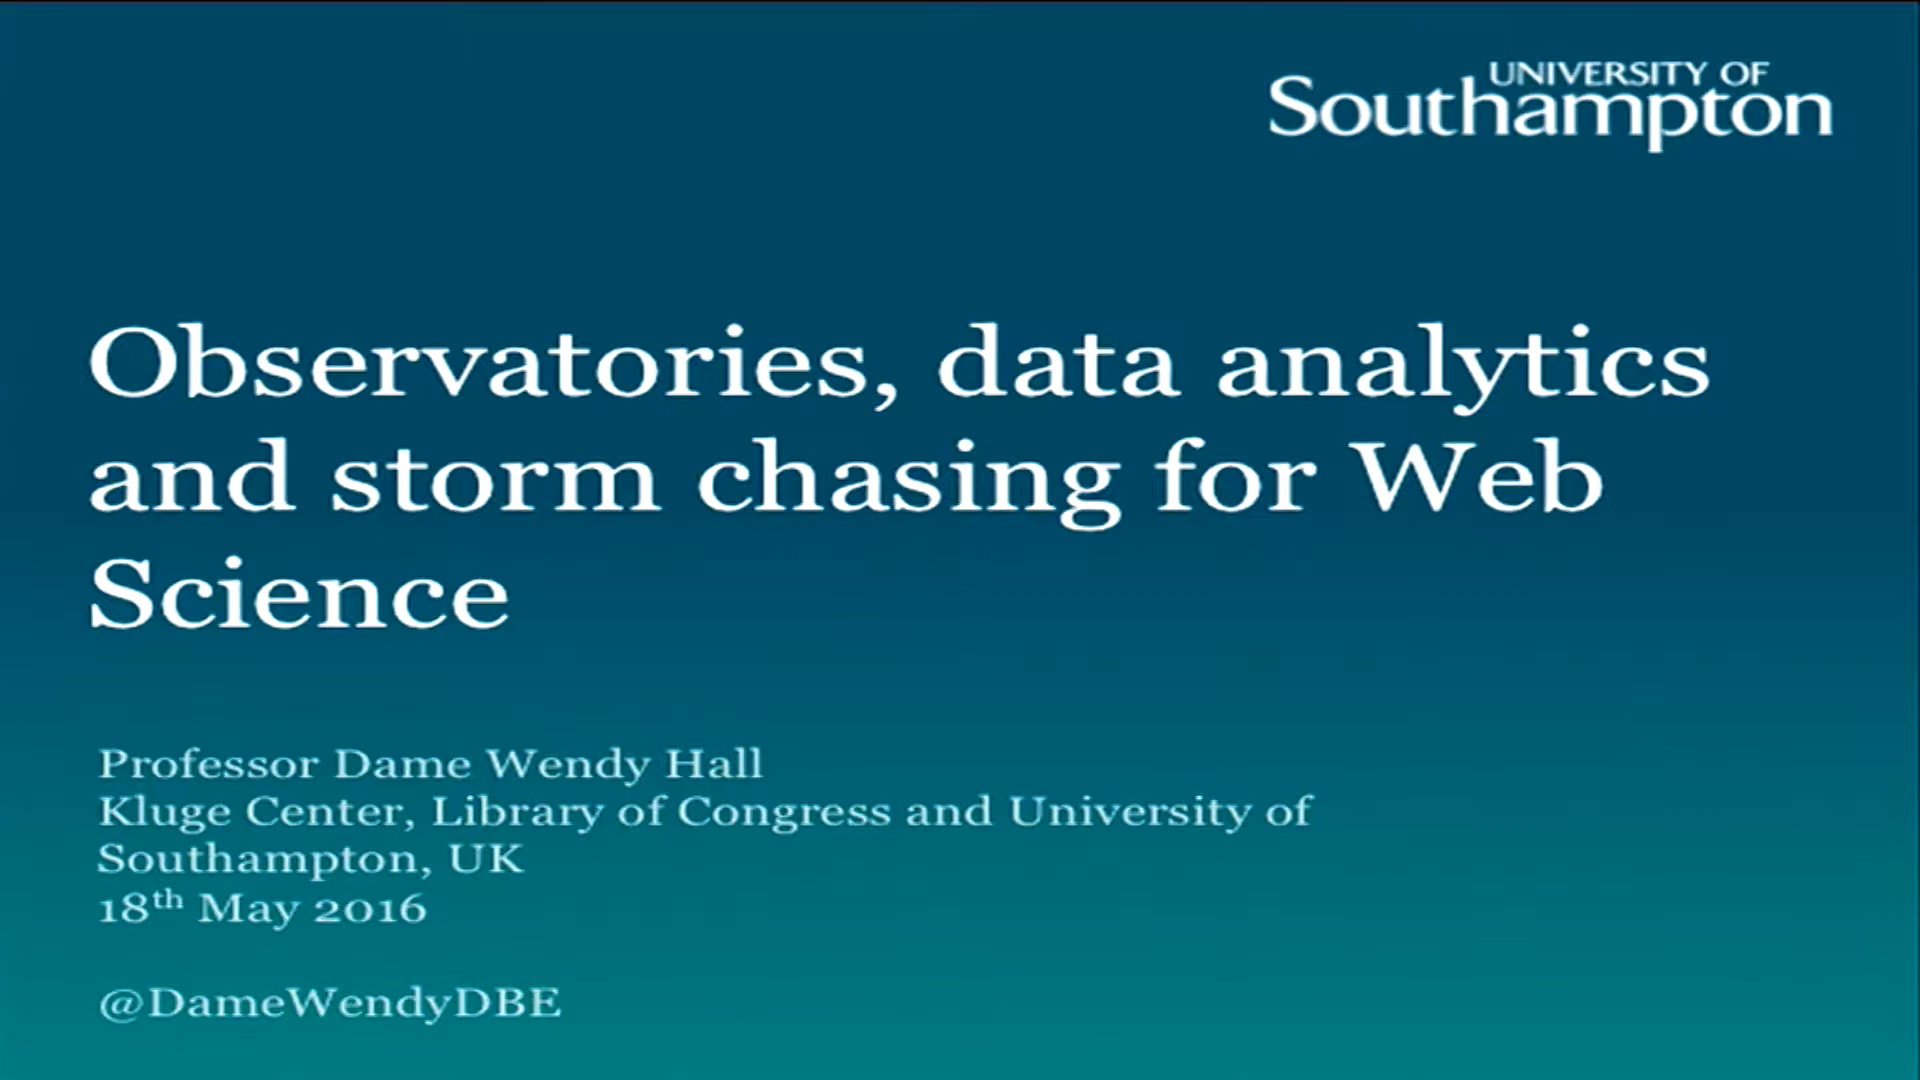 UNIVERSITY OF
Southampton
Observatories, data analytics
and storm chasing for Web
Science
Professor Dame Wendy Hall
Kluge Center, Library of Congress and University of
Southampton, UK
18th May 2016
@DameWendyDBE